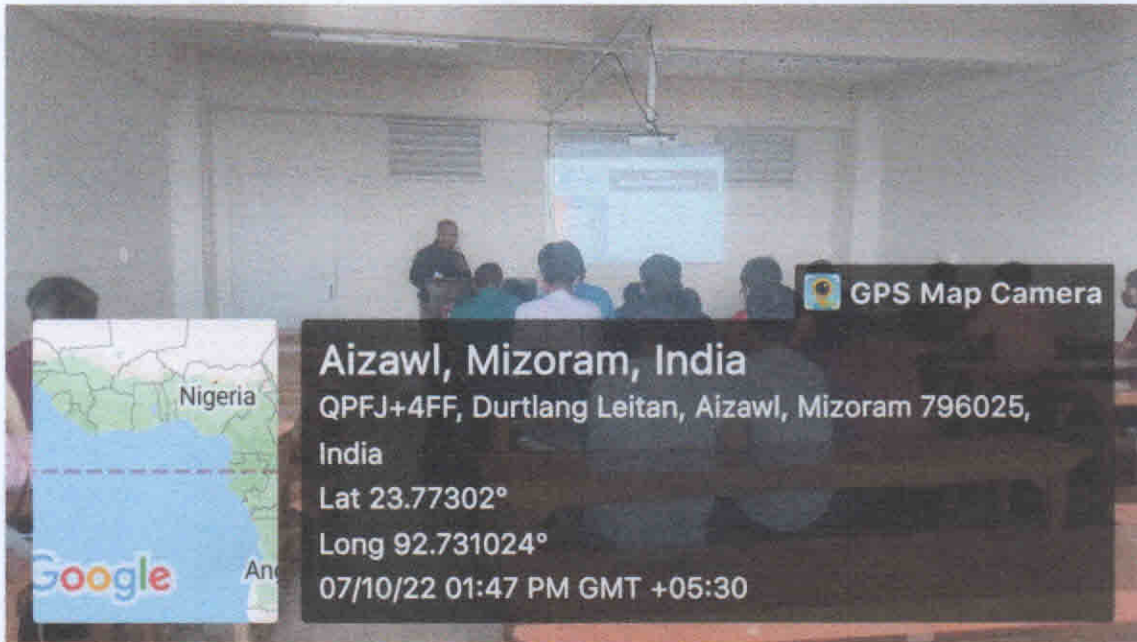 GPS Map Camera
Aizawl, Mizoram, India
QPFJ+4FF, Durtlang Leitan, Aizawl, Mizoram 796025,
India
Lat 23.77302°
Long 92.731024°
07/10/22 01:47 PM GMT +05:30
Nigeria
Google